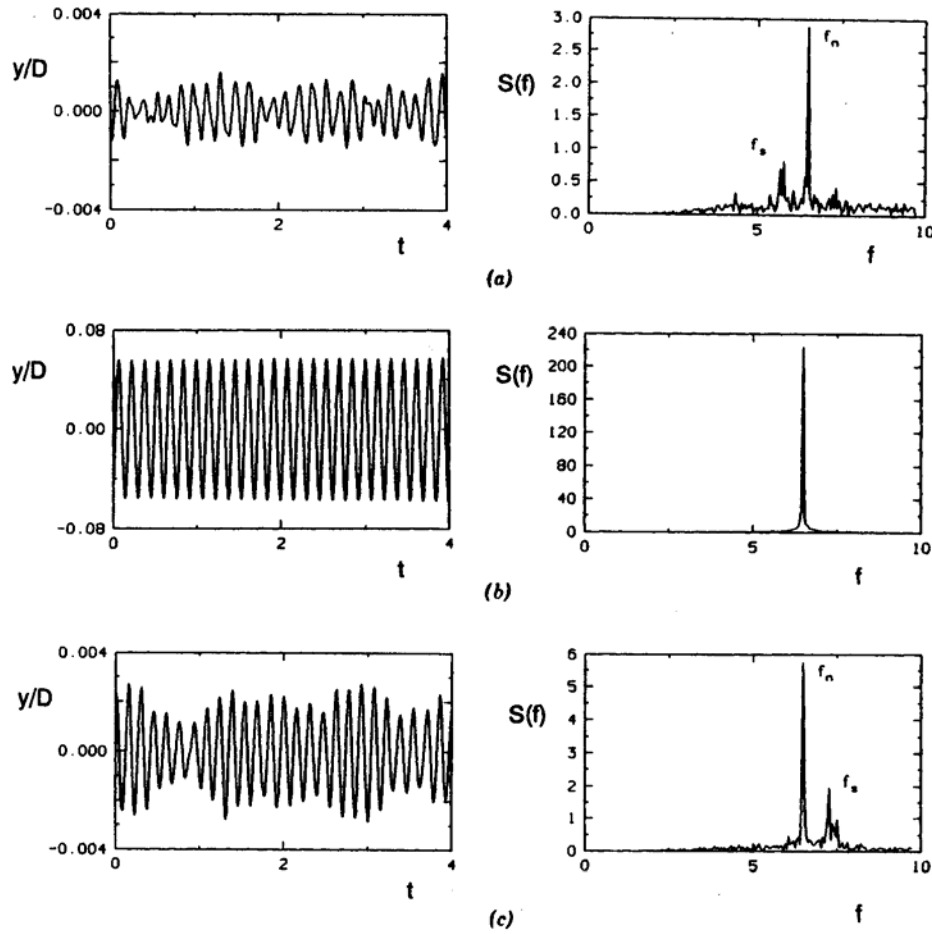 0.004
y/D
0.000
-0.004
0 2 4
t
3.0
2.5
S(f)
2.0
1.5
1.0
0.5
0.0
fn
fs
0 5 10
f
(a)
0.08
y/D
0.00
-0.08
0 2 4
t
240
200
S(f)
160
120
80
40
0
0 5 10
f
(b)
0.004
y/D
0.000
-0.004
0 2 4
t
6
5
S(f)
4
3
2
1
0
fn
fs
0 5 10
f
(c)